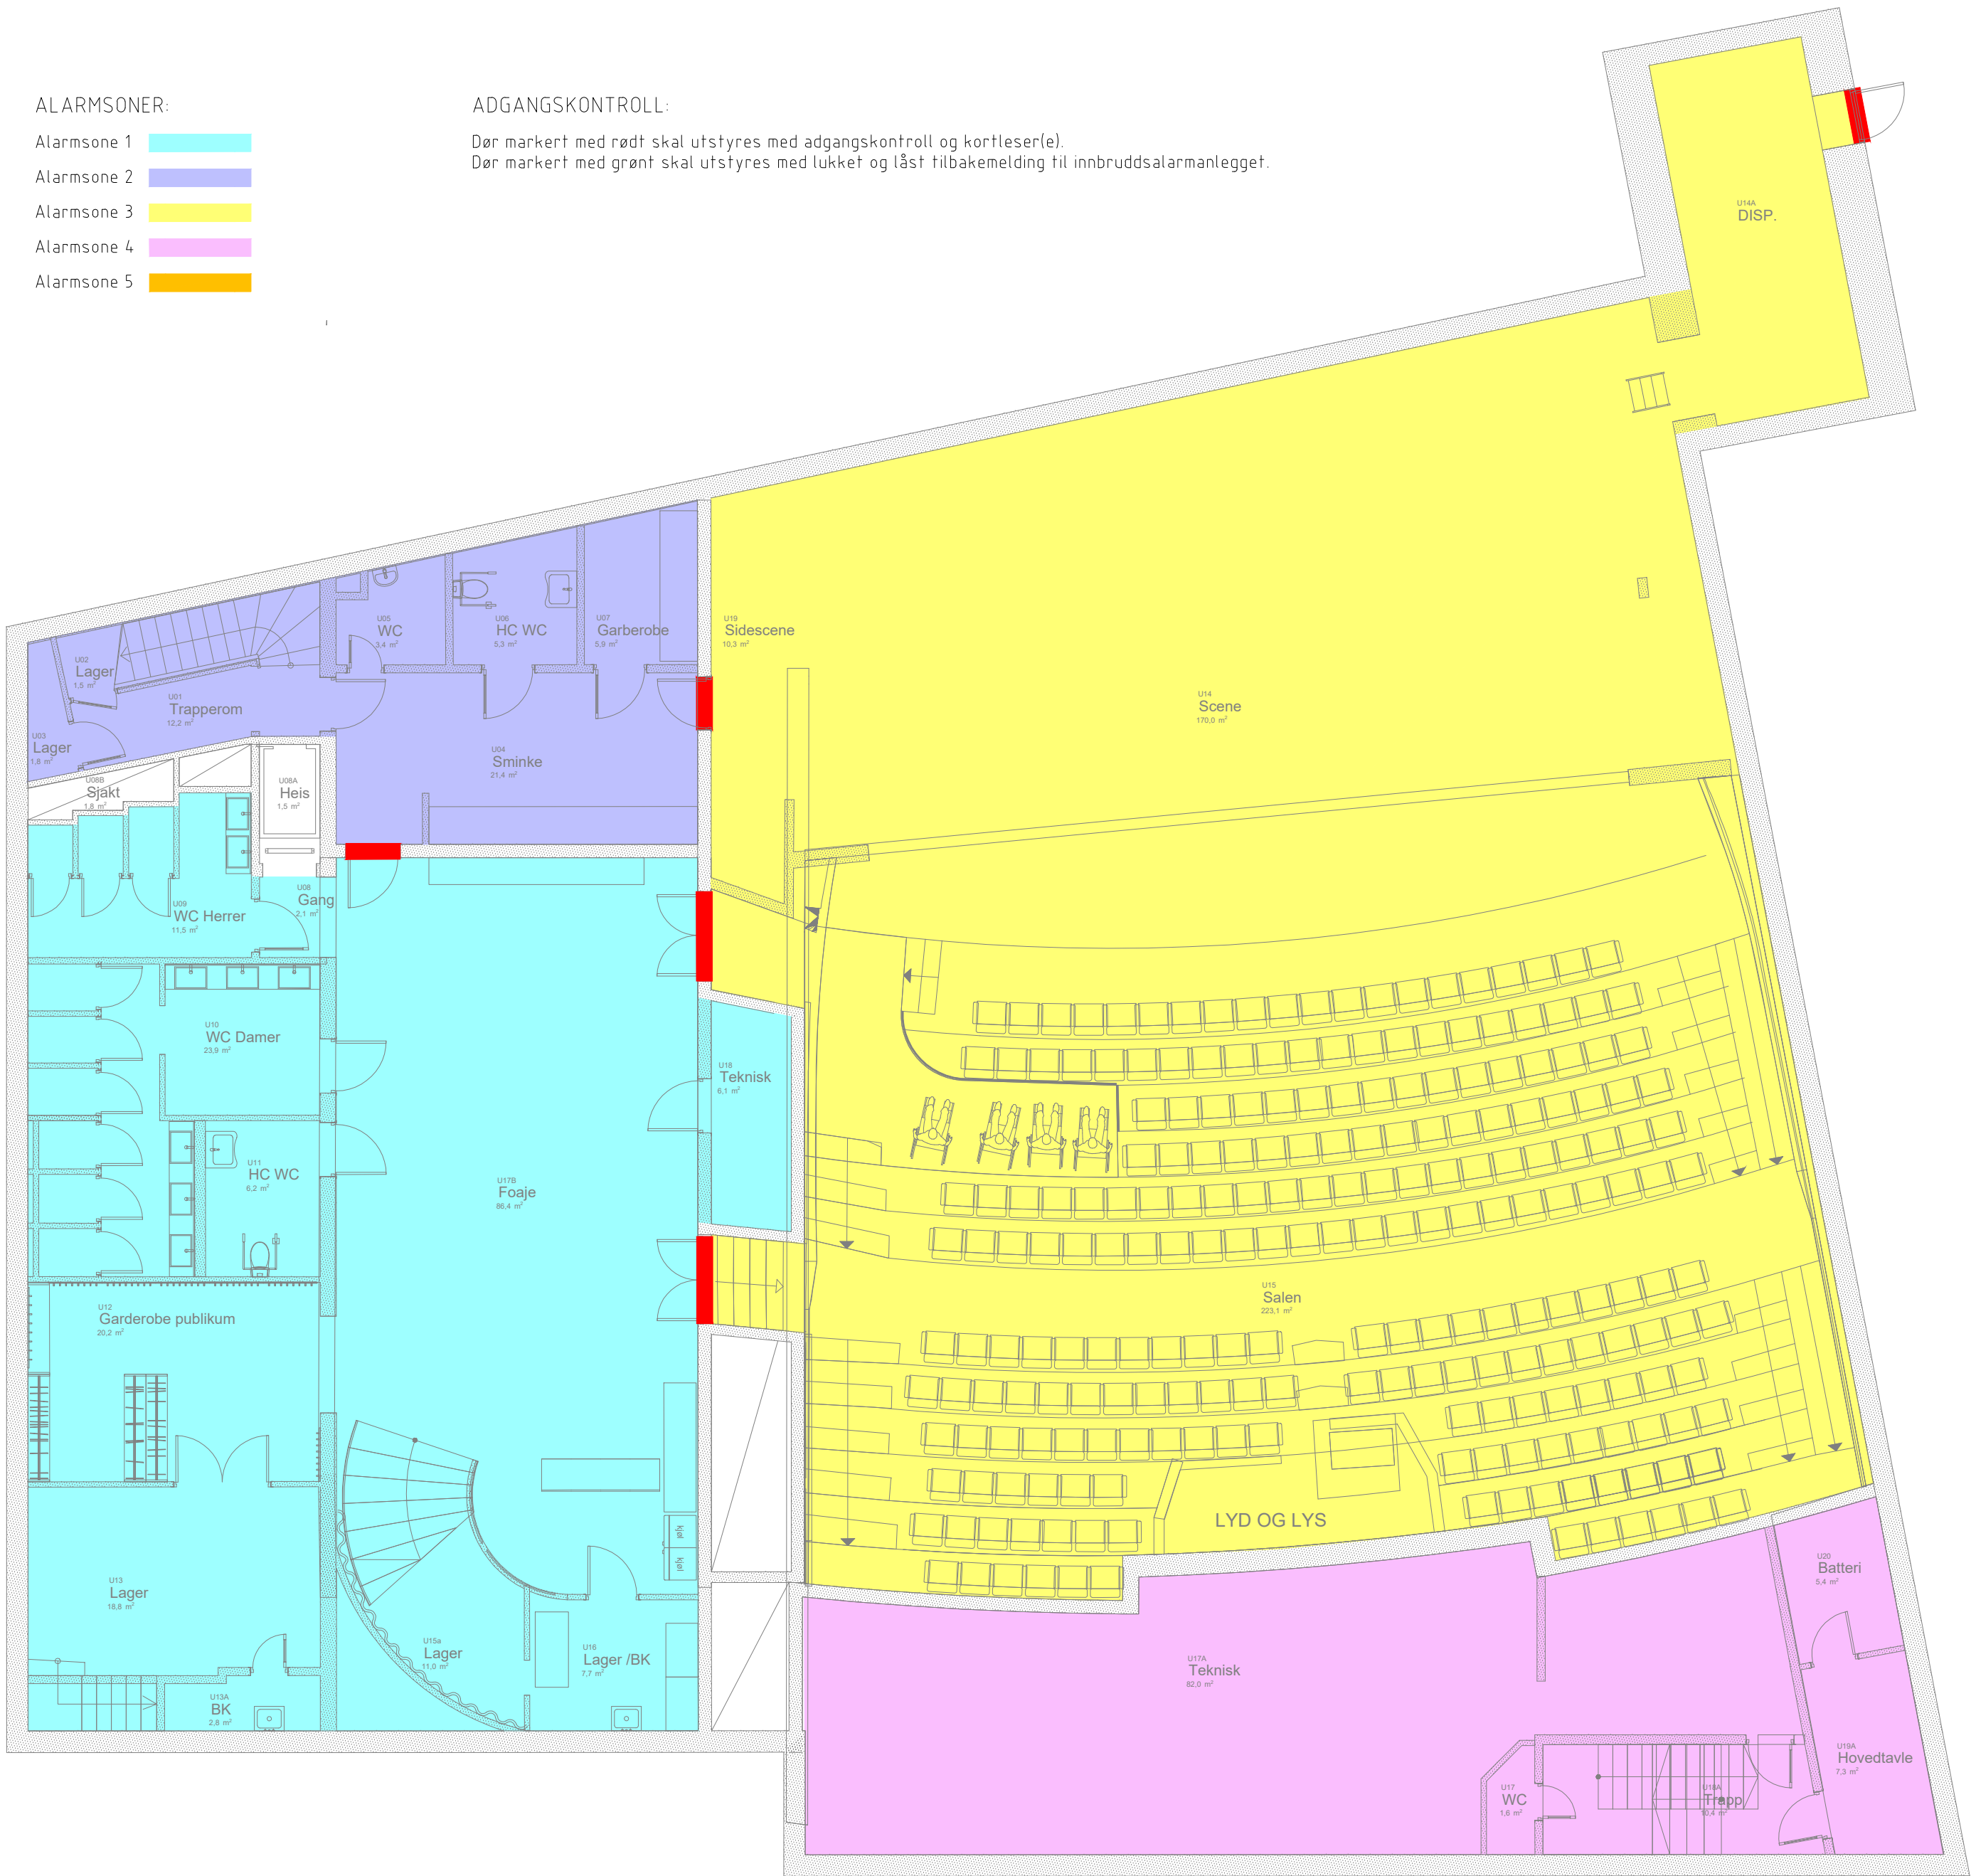 ALARMSONER:
Alarmsone 1
Alarmsone 2
Alarmsone 3
Alarmsone 4
Alarmsone 5
ADGANGSKONTROLL:
Dør markert med rødt skal utstyres med adgangskontroll og kortleser(e).
Dør markert med grønt skal utstyres med lukket og låst tilbakemelding til innbruddsalarmanlegget.
U14A
DISP.
U05
WC
3,4 m²
U06
HC WC
5,3 m²
U07
Garberobe
5,9 m²
U19
Sidescene
10,3 m²
U02
Lager
1,5 m²
U01
Trapperom
12,2 m²
U03
Lager
1,8 m²
U04
Sminke
21,4 m²
U14
Scene
170,0 m²
U08B
Sjakt
1,8 m²
U08A
Heis
1,5 m²
U09
WC Herrer
11,5 m²
U08
Gang
2,1 m²
U10
WC Damer
23,9 m²
U18
Teknisk
6,1 m²
U11
HC WC
6,2 m²
U17B
Foaje
86,4 m²
U12
Garderobe publikum
20,2 m²
U15
Salen
223,1 m²
LYD OG LYS
kjøl
kjøl
U13
Lager
18,8 m²
U15a
Lager
11,0 m²
U16
Lager /BK
7,7 m²
U13A
BK
2,8 m²
U17A
Teknisk
82,0 m²
U20
Batteri
5,4 m²
U19A
Hovedtavle
7,3 m²
U17
WC
1,6 m²
U18A
Trapp
10,4 m²